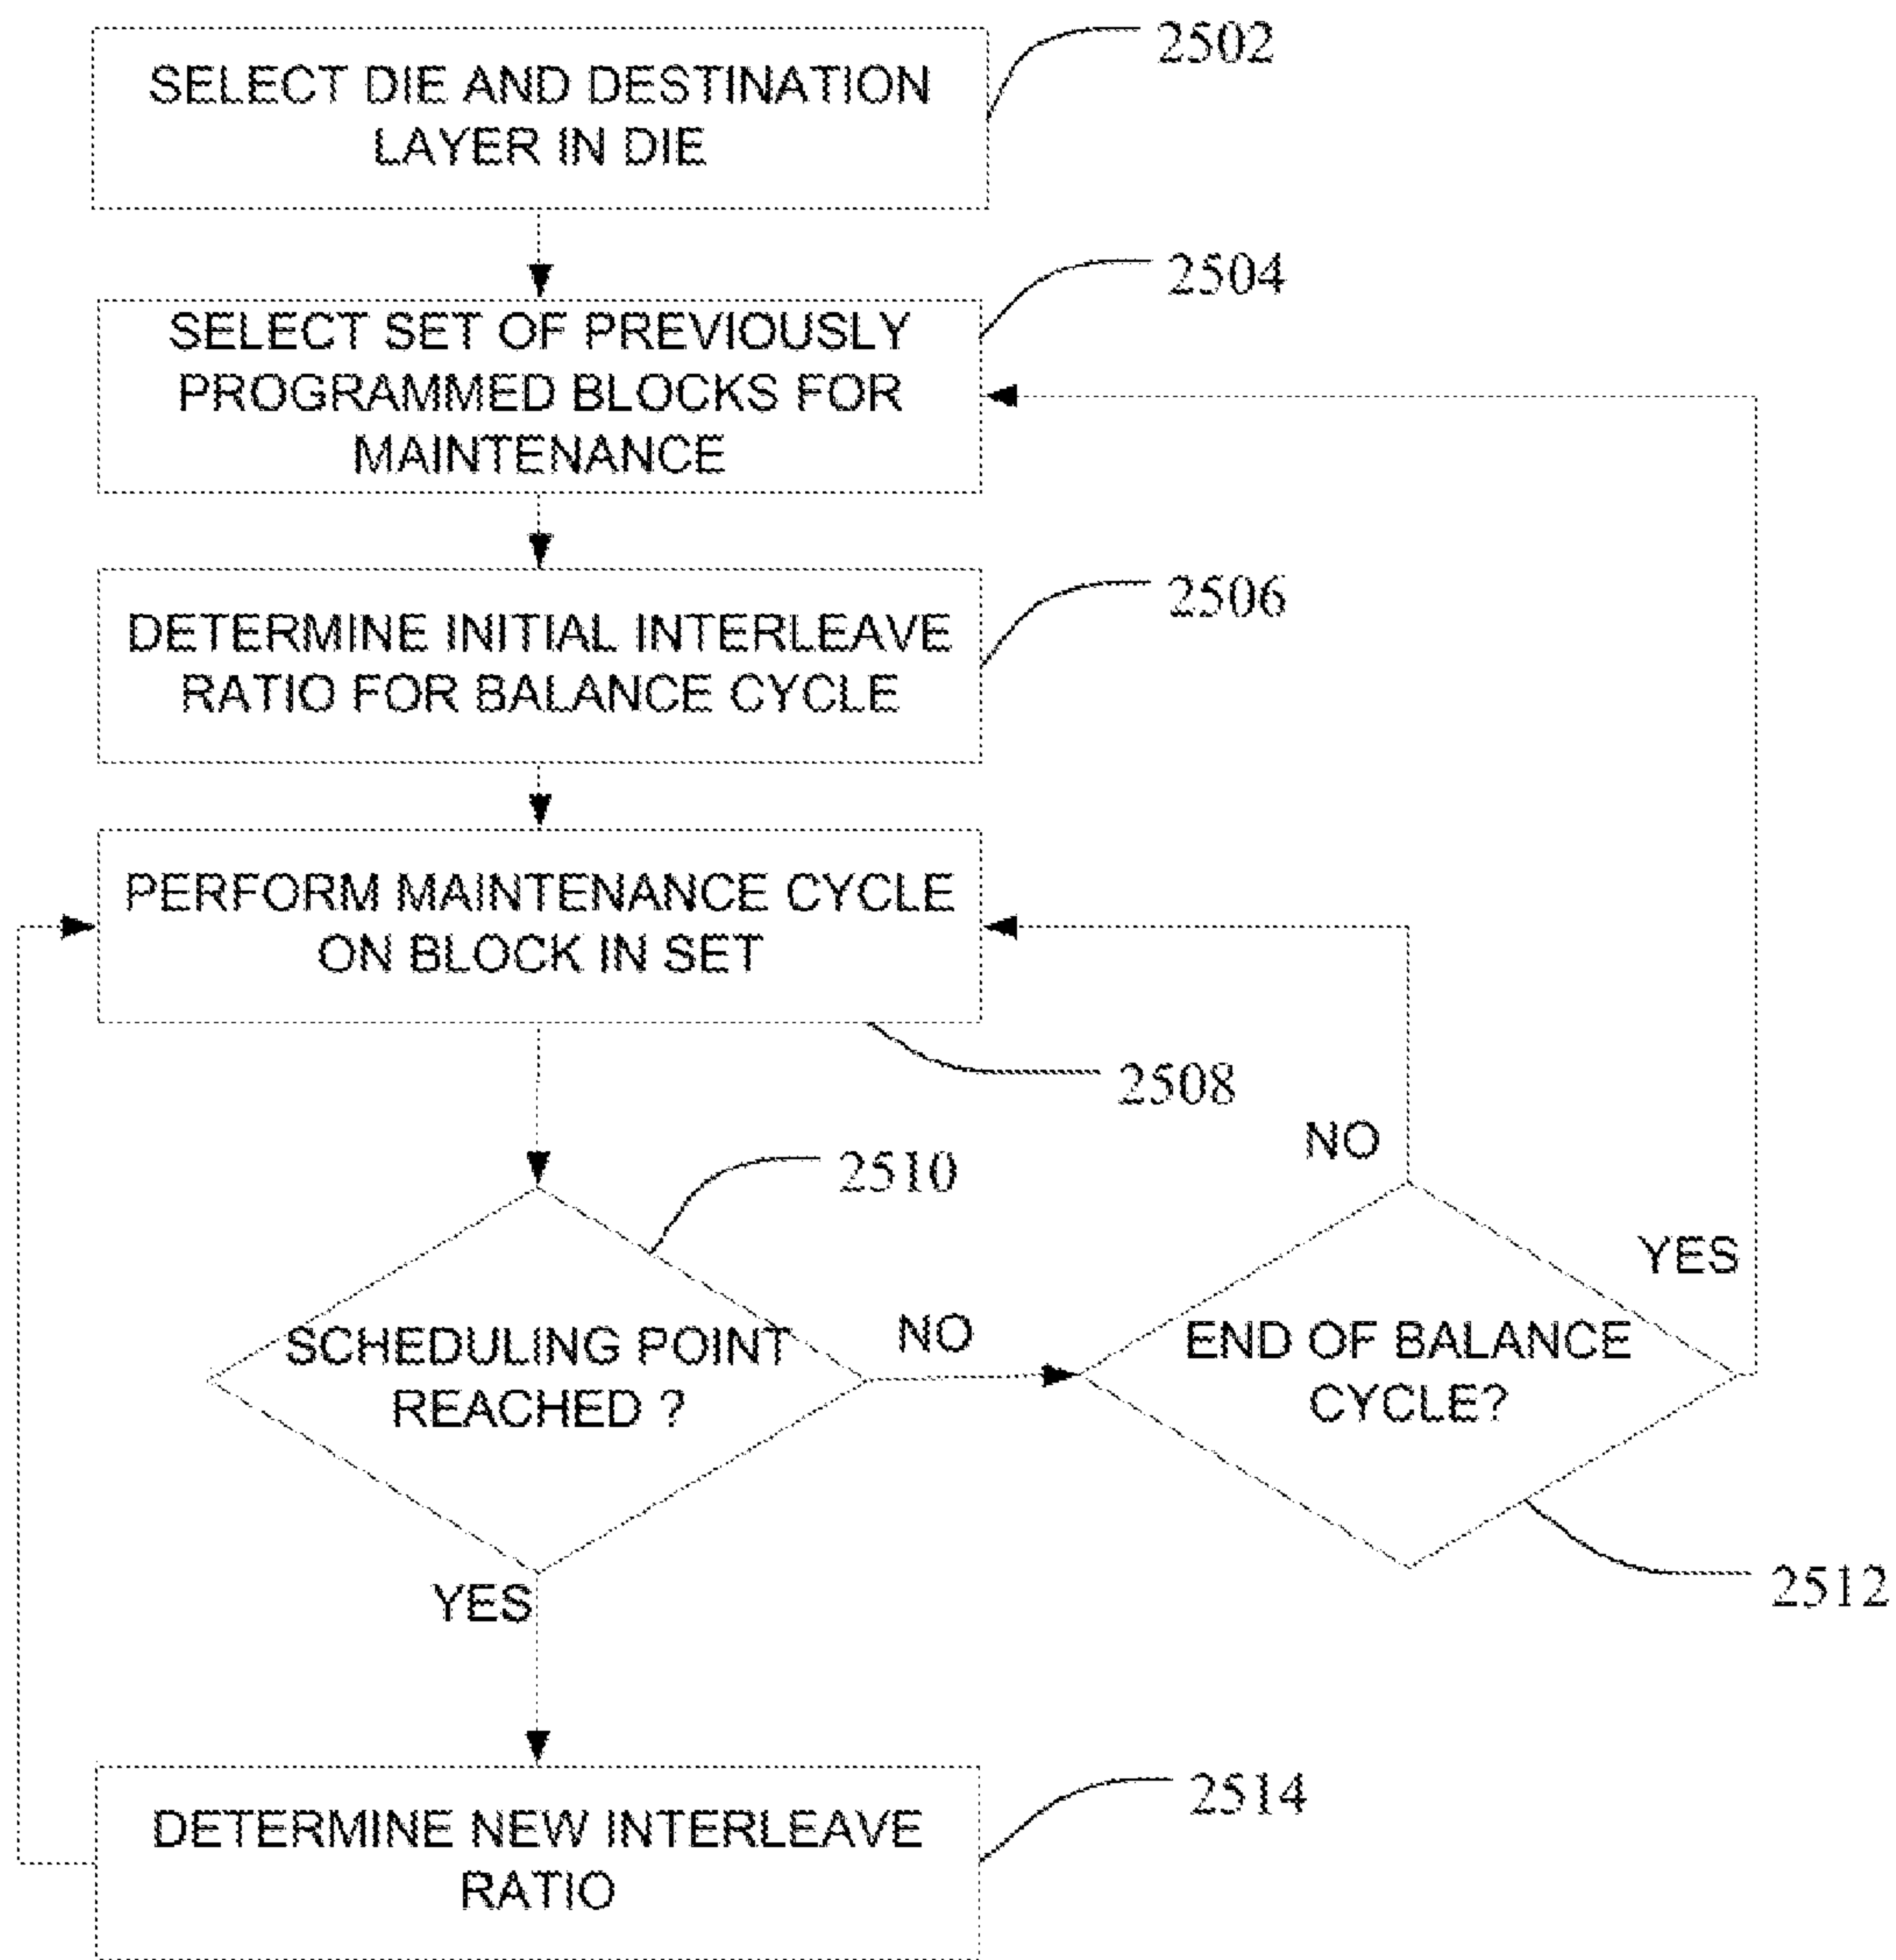 2502
SELECT DIE AND DESTINATION
LAYER IN DIE
2504
SELECT SET OF PREVIOUSLY
PROGRAMMED BLOCKS FOR
MAINTENANCE
2506
DETERMINE INITIAL INTERLEAVE
RATIO FOR BALANCE CYCLE
PERFORM MAINTENANCE CYCLE
ON BLOCK IN SET
2508
2510
SCHEDULING POINT
REACHED ?
NO
YES
NO
YES
END OF BALANCE
CYCLE?
2512
2514
DETERMINE NEW INTERLEAVE
RATIO